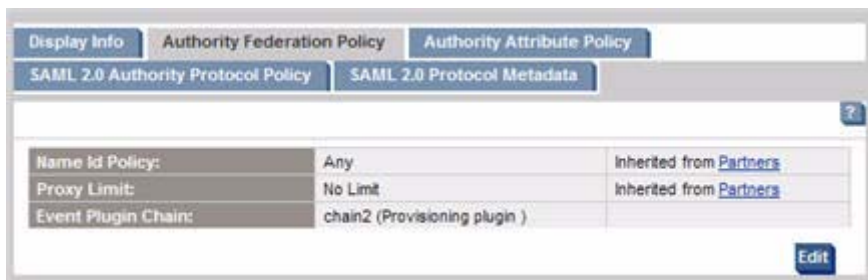 Display Info Authority Federation Policy Authority Attribute Policy
SAML 2.0 Authority Protocol Policy SAML 2.0 Protocol Metadata
?
Name Id Policy: Any Inherited from Partners
Proxy Limit: No Limit Inherited from Partners
Event Plugin Chain: chain2 (Provisioning plugin )
Edit